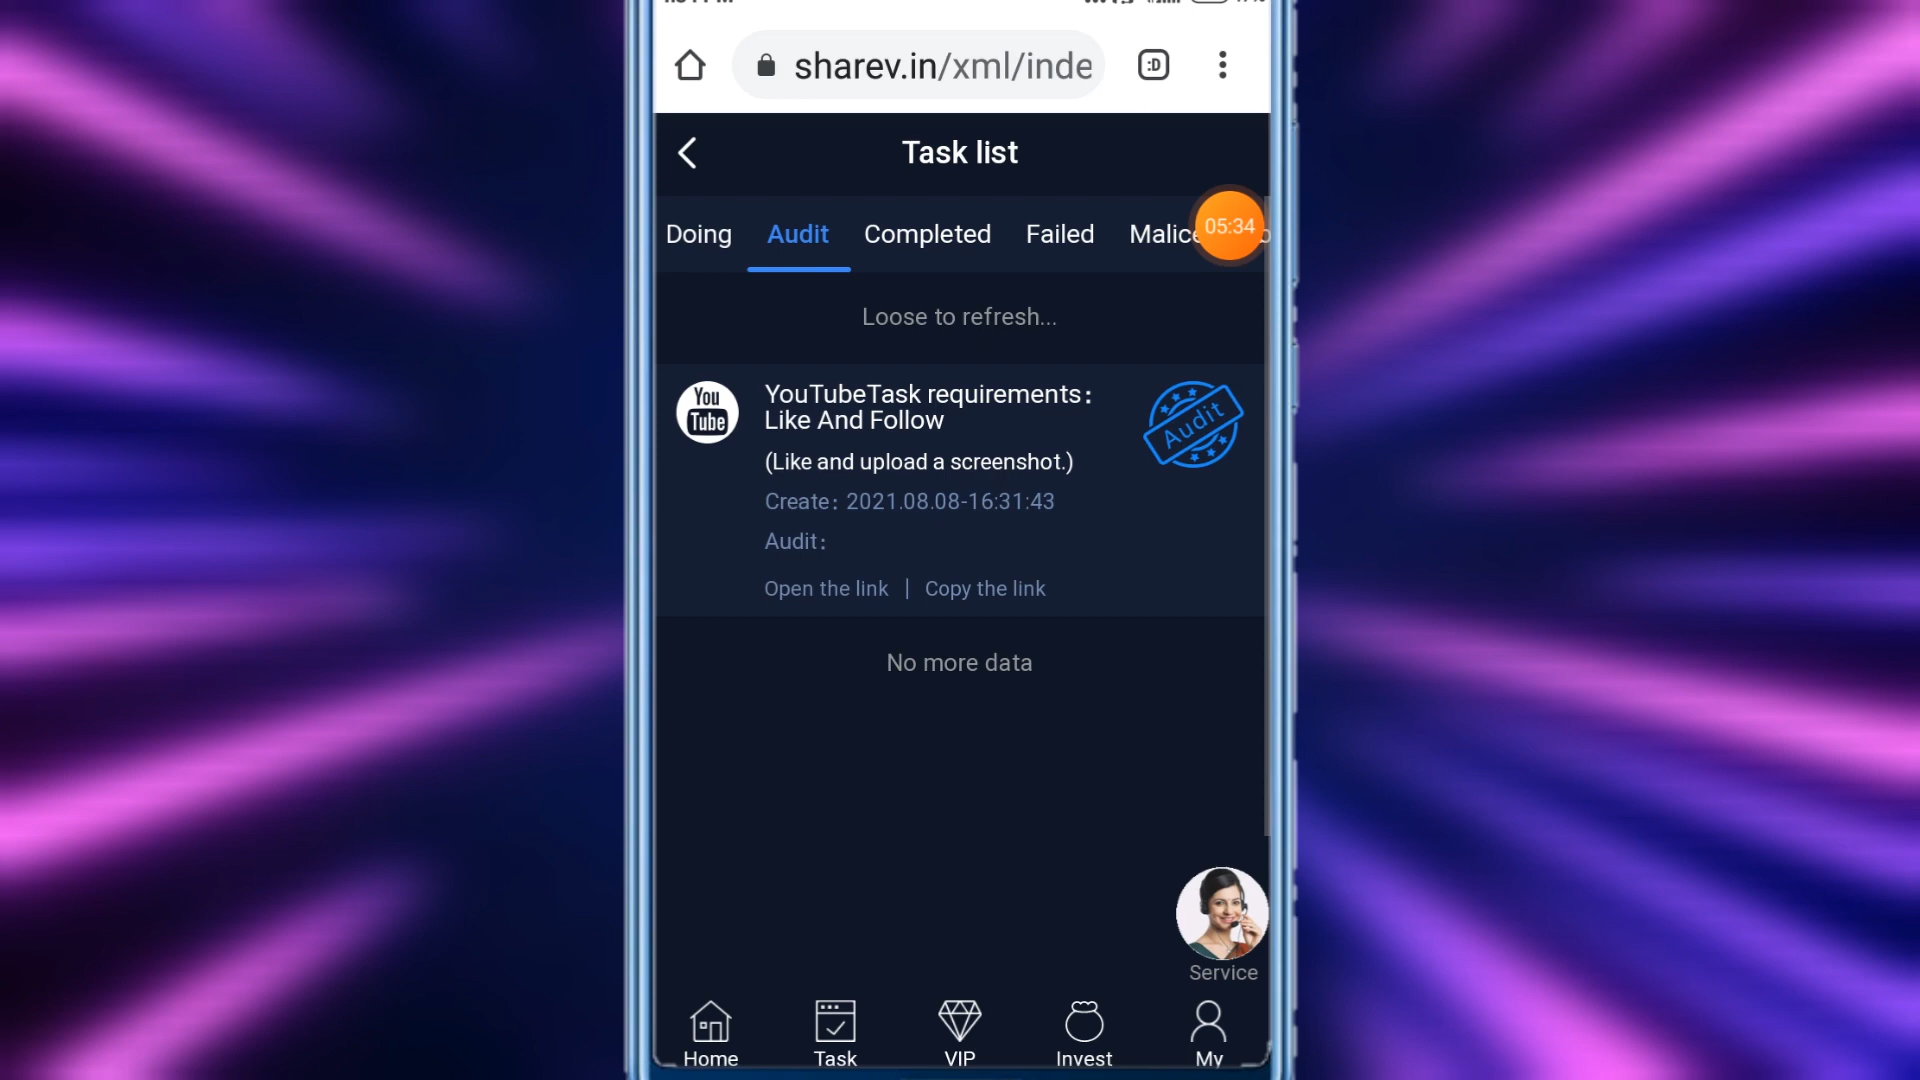 sharev.in/xml/inde
:D
Task list
Doing Audit Completed Failed
05:34
Loose to refresh...
You
Tube
YouTubeTask requirements:
Like And Follow
Audit
(Like and upload a screenshot.)
Create: 2021.08.08-16:31:43
Audit:
Open the link | Copy the link
No more data
Service
Home Task VIP Invest My